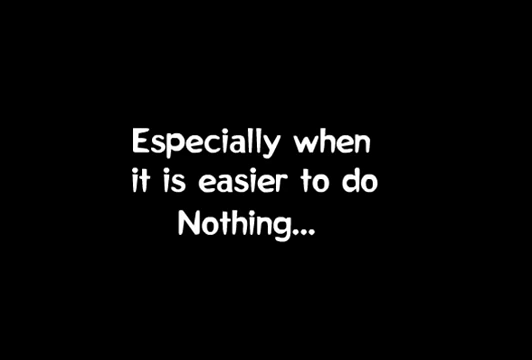 Especially when
it is easier to do
Nothing...